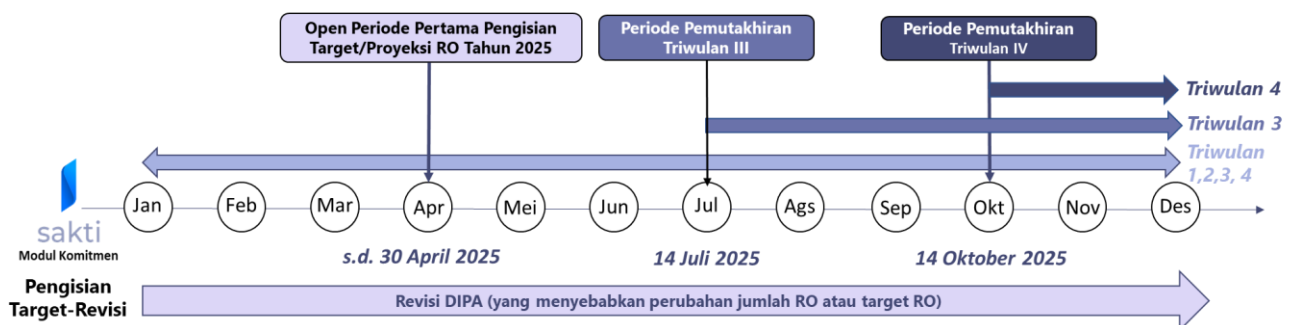 Open Periode Pertama Pengisian
Target/Proyeksi RO Tahun 2025
Periode Pemutakhiran
Triwulan III
Periode Pemutakhiran
Triwulan IV
Triwulan 4
Triwulan 3
Triwulan
1,2,3, 4
sakti
Modul Komitmen
Jan
Feb
Mar
Apr
Mei
Jun
Jul
Ags
Sep
Okt
Nov
Des
s.d. 30 April 2025
14 Juli 2025
14 Oktober 2025
Pengisian
Target-Revisi
Revisi DIPA (yang menyebabkan perubahan jumlah RO atau target RO)